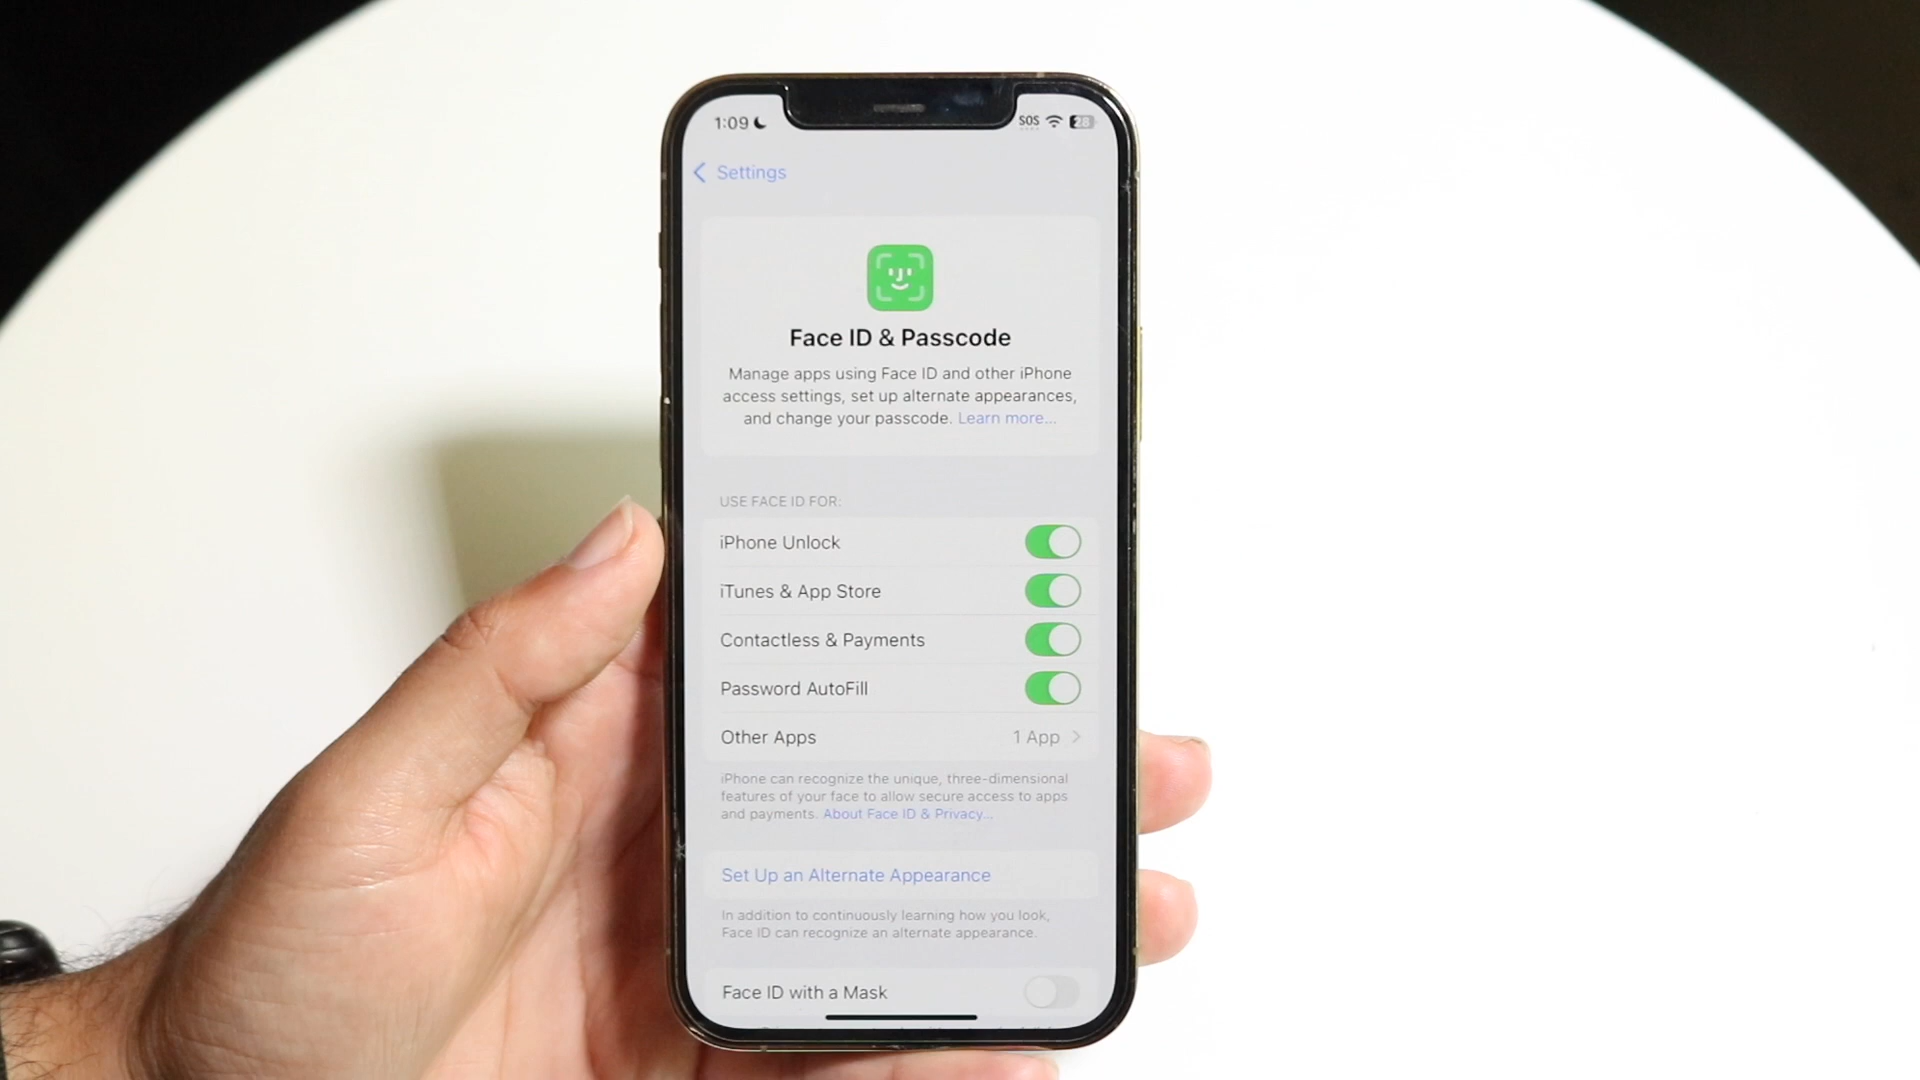 1:09
SOS
28
Settings
Face ID & Passcode
Manage apps using Face ID and other iPhone
access settings, set up alternate appearances,
and change your passcode. Learn more...
USE FACE ID FOR:
iPhone Unlock
iTunes & App Store
Contactless & Payments
Password AutoFill
Other Apps 1 App
iPhone can recognize the unique, three-dimensional
features of your face to allow secure access to apps
and payments. About Face ID & Privacy...
Set Up an Alternate Appearance
In addition to continuously learning how you look,
Face ID can recognize an alternate appearance.
Face ID with a Mask